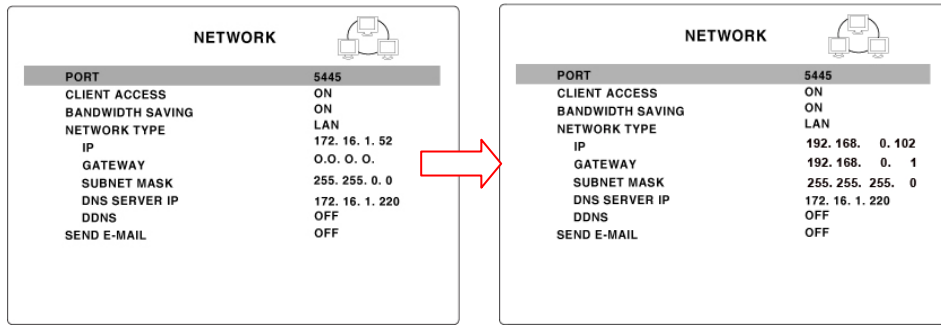 NETWORK
PORT 5445
CLIENT ACCESS ON
BANDWIDTH SAVING ON
NETWORK TYPE LAN
IP 172. 16. 1. 52
GATEWAY O.O. O. O.
SUBNET MASK 255. 255. 0. 0
DNS SERVER IP 172. 16. 1. 220
DDNS OFF
SEND E-MAIL OFF
NETWORK
PORT 5445
CLIENT ACCESS ON
BANDWIDTH SAVING ON
NETWORK TYPE LAN
IP 192. 168. 0. 102
GATEWAY 192. 168. 0. 1
SUBNET MASK 255. 255. 255. 0
DNS SERVER IP 172. 16. 1. 220
DDNS OFF
SEND E-MAIL OFF